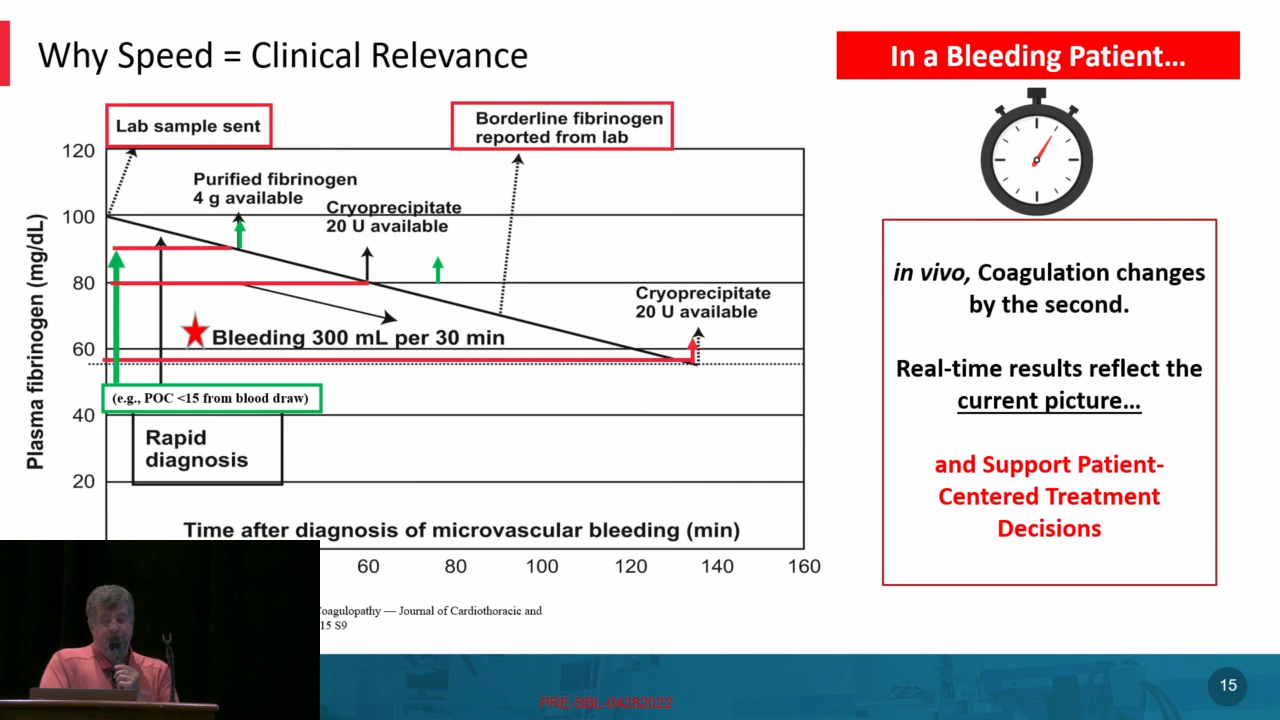 Why Speed = Clinical Relevance
In a Bleeding Patient…
Lab sample sent
Borderline fibrinogen
reported from lab
Purified fibrinogen
4 g available
Cryoprecipitate
20 U available
Cryoprecipitate
20 U available
Bleeding 300 mL per 30 min
(e.g., POC <15 from blood draw)
Rapid
diagnosis
Plasma fibrinogen (mg/dL)
120
100
80
60
40
20
Time after diagnosis of microvascular bleeding (min)
60 80 100 120 140 160
in vivo, Coagulation changes
by the second.
Real-time results reflect the
current picture…
and Support Patient-
Centered Treatment
Decisions
Coagulopathy — Journal of Cardiothoracic and
15 S9
PRE-SBL-04282022
15